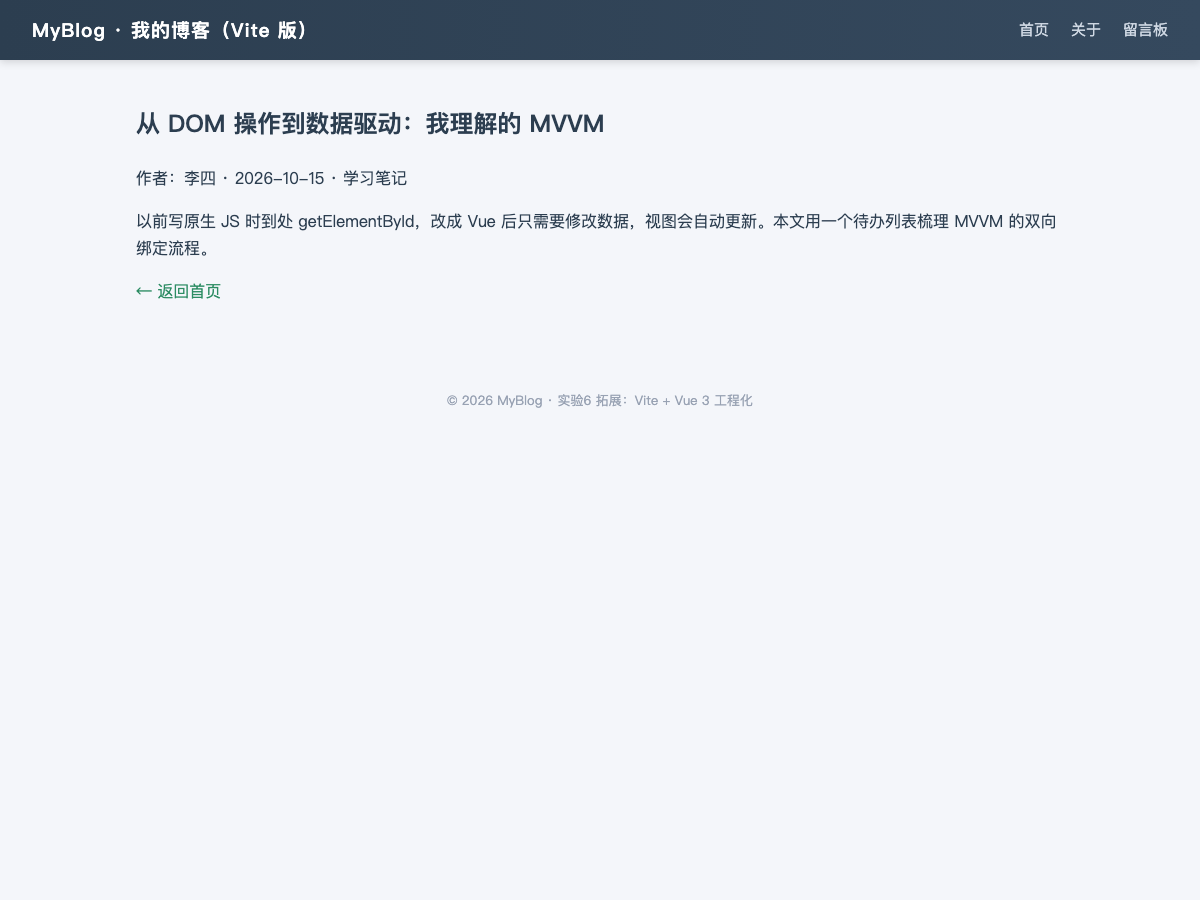 MyBlog · 我的博客（Vite 版）
首页 关于 留言板
从 DOM 操作到数据驱动：我理解的 MVVM
作者：李四 · 2026-10-15 · 学习笔记
以前写原生 JS 时到处 getElementById，改成 Vue 后只需要修改数据，视图会自动更新。本文用一个待办列表梳理 MVVM 的双向
绑定流程。
← 返回首页
© 2026 MyBlog · 实验6 拓展：Vite + Vue 3 工程化